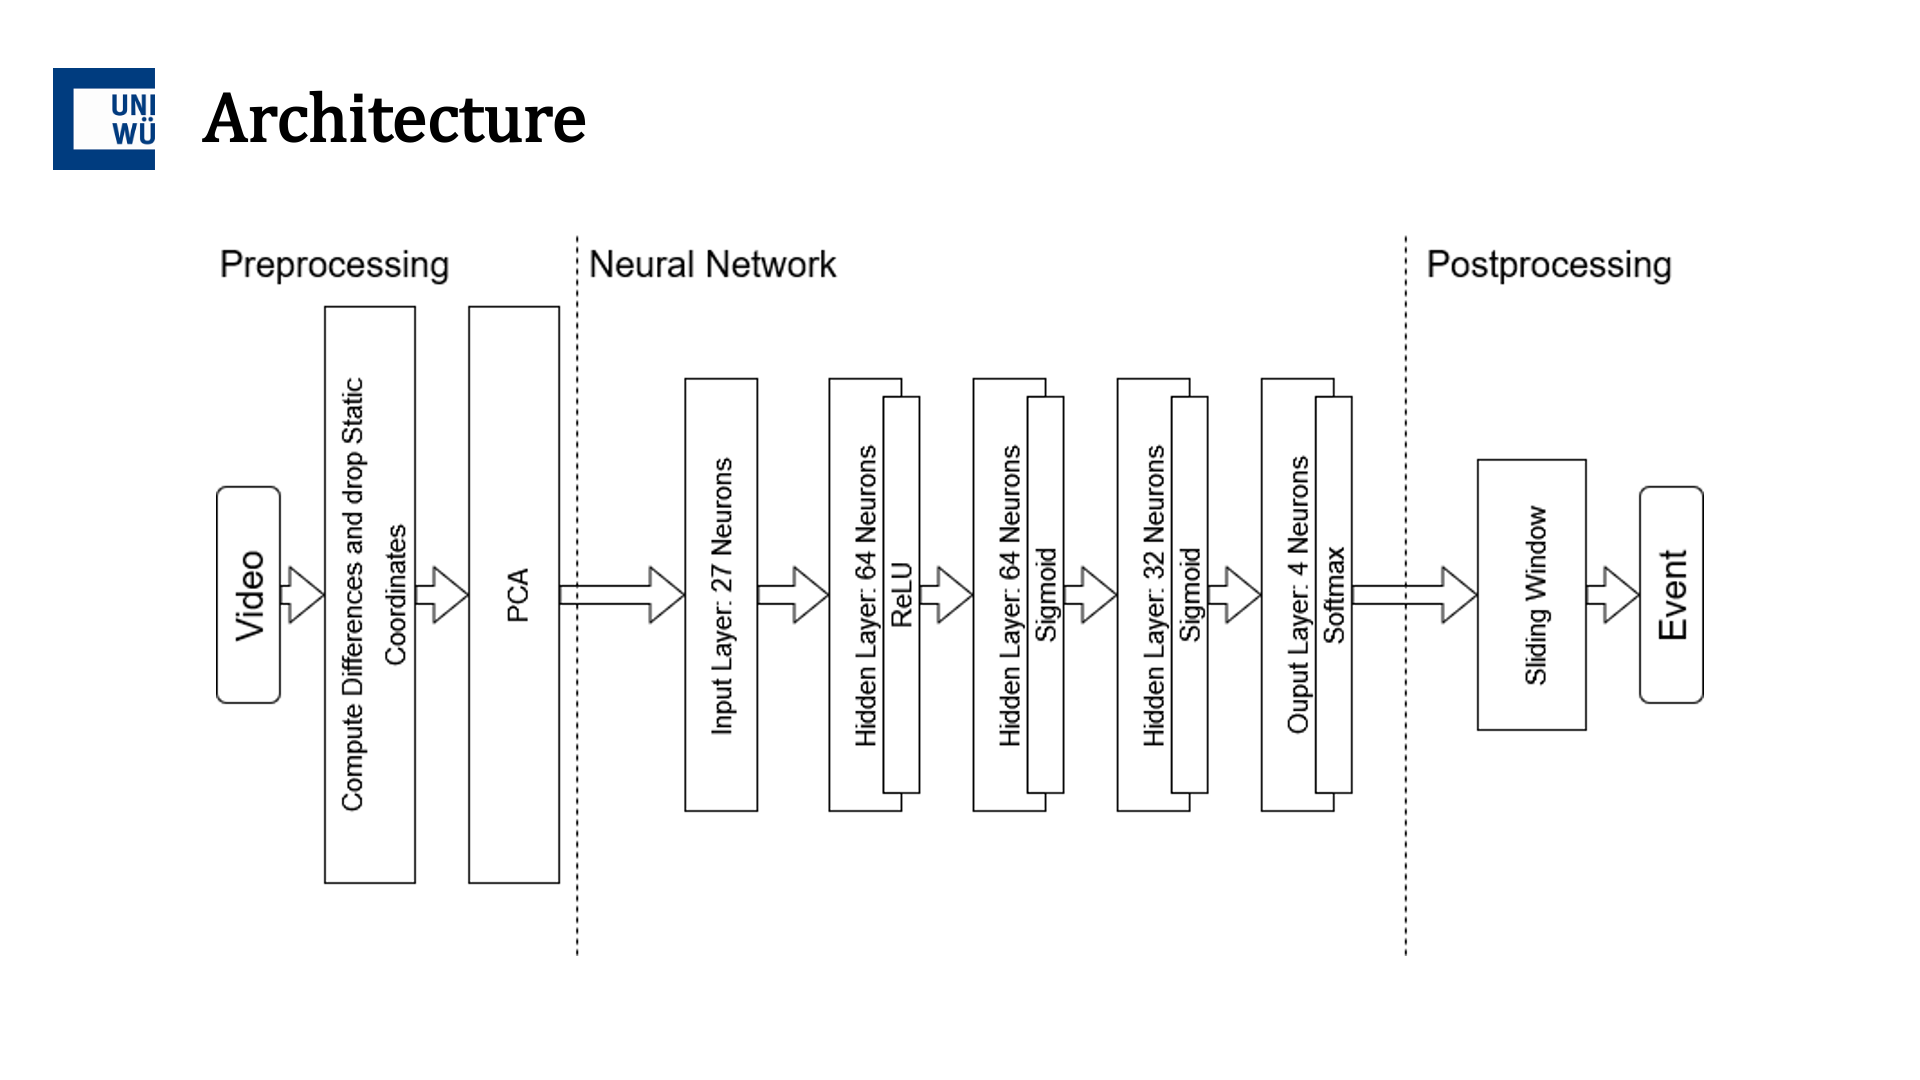 UNI
WÜ
Architecture
Preprocessing
Neural Network
Postprocessing
Video
Compute Differences and drop Static
Coordinates
PCA
Input Layer: 27 Neurons
Hidden Layer: 64 Neurons
ReLU
Hidden Layer: 64 Neurons
Sigmoid
Hidden Layer: 32 Neurons
Sigmoid
Ouput Layer: 4 Neurons
Softmax
Sliding Window
Event